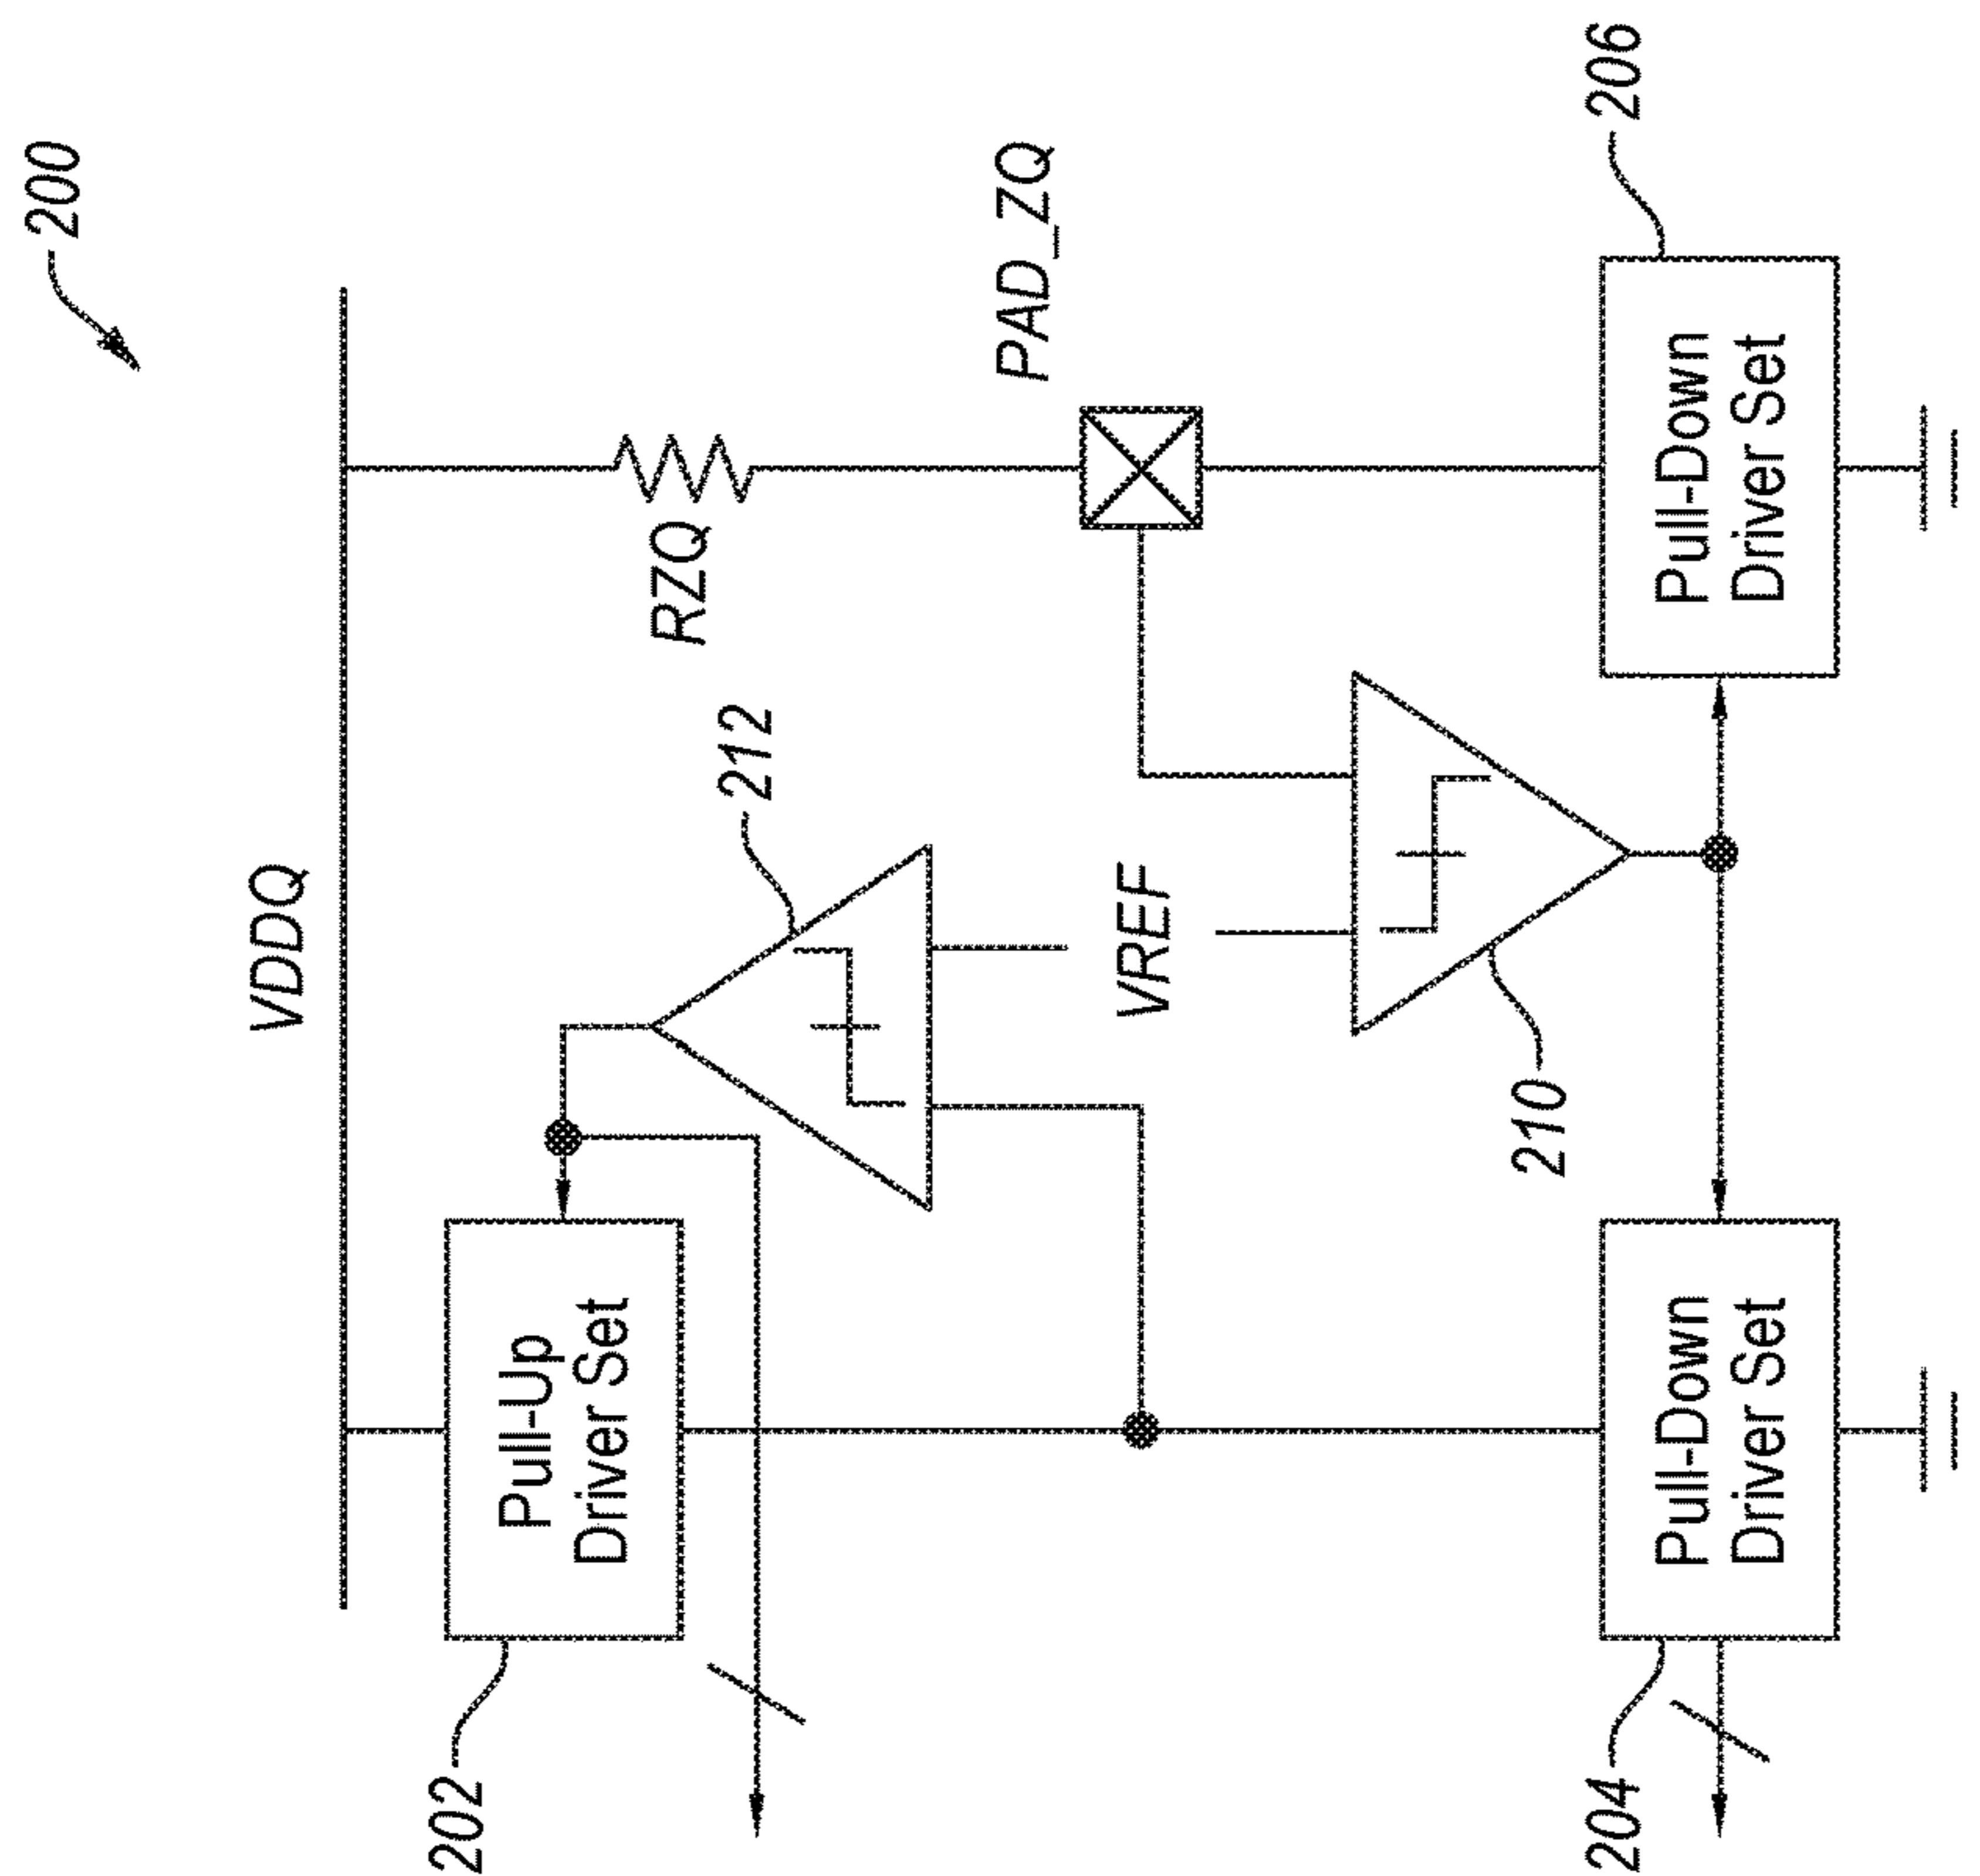 200
VDDQ
202
Pull-Up
Driver Set
RZQ
212
PAD_ZQ
VREF
210
204
Pull-Down
Driver Set
206
Pull-Down
Driver Set